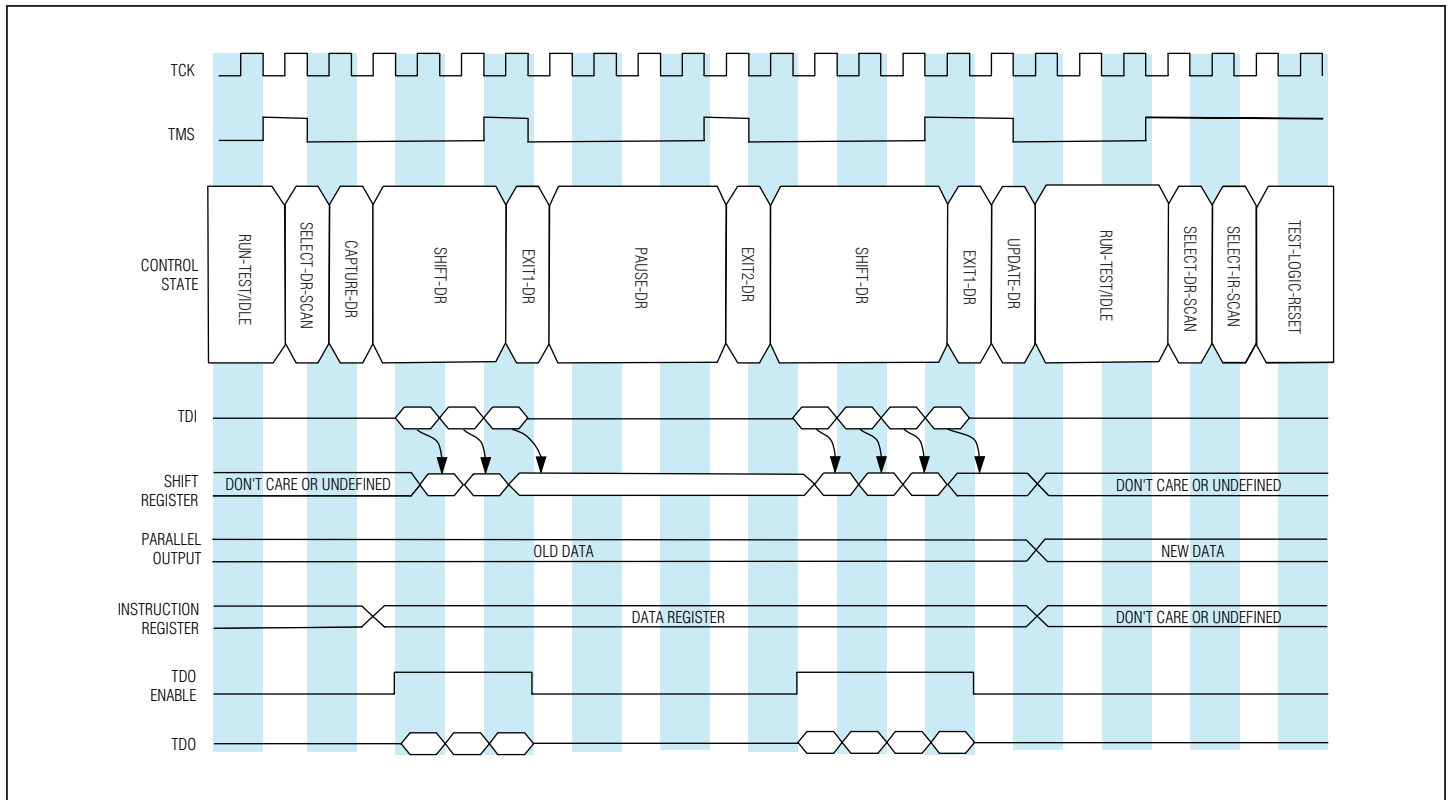 TCK
TMS
CONTROL
STATE
RUN-TEST/IDLE
SELECT-DR-SCAN
CAPTURE-DR
SHIFT-DR
EXIT1-DR
PAUSE-DR
EXIT2-DR
SHIFT-DR
EXIT1-DR
UPDATE-DR
RUN-TEST/IDLE
SELECT-DR-SCAN
SELECT-IR-SCAN
TEST-LOGIC-RESET
TDI
SHIFT
REGISTER
DON'T CARE OR UNDEFINED
DON'T CARE OR UNDEFINED
PARALLEL
OUTPUT
OLD DATA
NEW DATA
INSTRUCTION
REGISTER
DATA REGISTER
DON'T CARE OR UNDEFINED
TDO
ENABLE
TDO